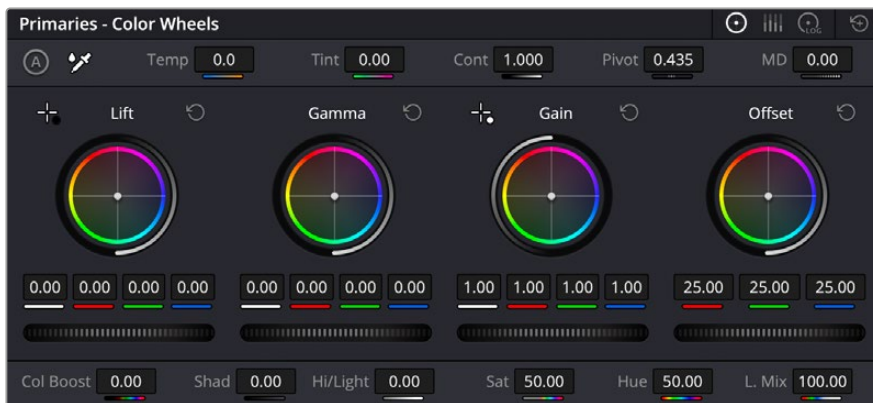 Primaries - Color Wheels
LOG
A Temp 0.0 Tint 0.00 Cont 1.000 Pivot 0.435 MD 0.00
Lift Gamma Gain Offset
0.00 0.00 0.00 0.00 0.00 0.00 0.00 0.00 1.00 1.00 1.00 1.00 25.00 25.00 25.00
Col Boost 0.00 Shad 0.00 Hi/Light 0.00 Sat 50.00 Hue 50.00 L. Mix 100.00